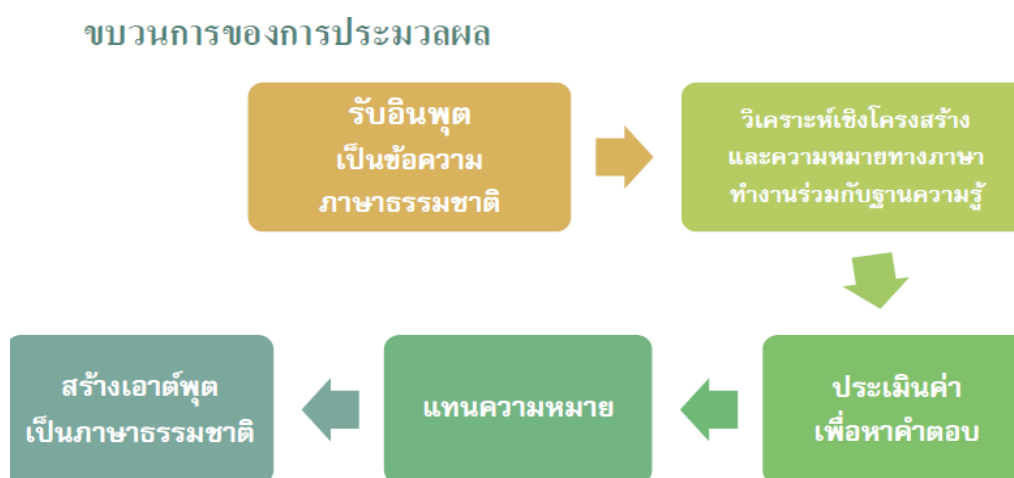 ขบวนการของการประมวลผล
รับอินพุต
เป็นข้อความ
ภาษาธรรมชาติ
วิเคราะห์เชิงโครงสร้าง
และความหมายทางภาษา
ทำงานร่วมกับฐานความรู้
ประเมินค่า
เพื่อหาคำตอบ
แทนความหมาย
สร้างเอาต์พุต
เป็นภาษาธรรมชาติ